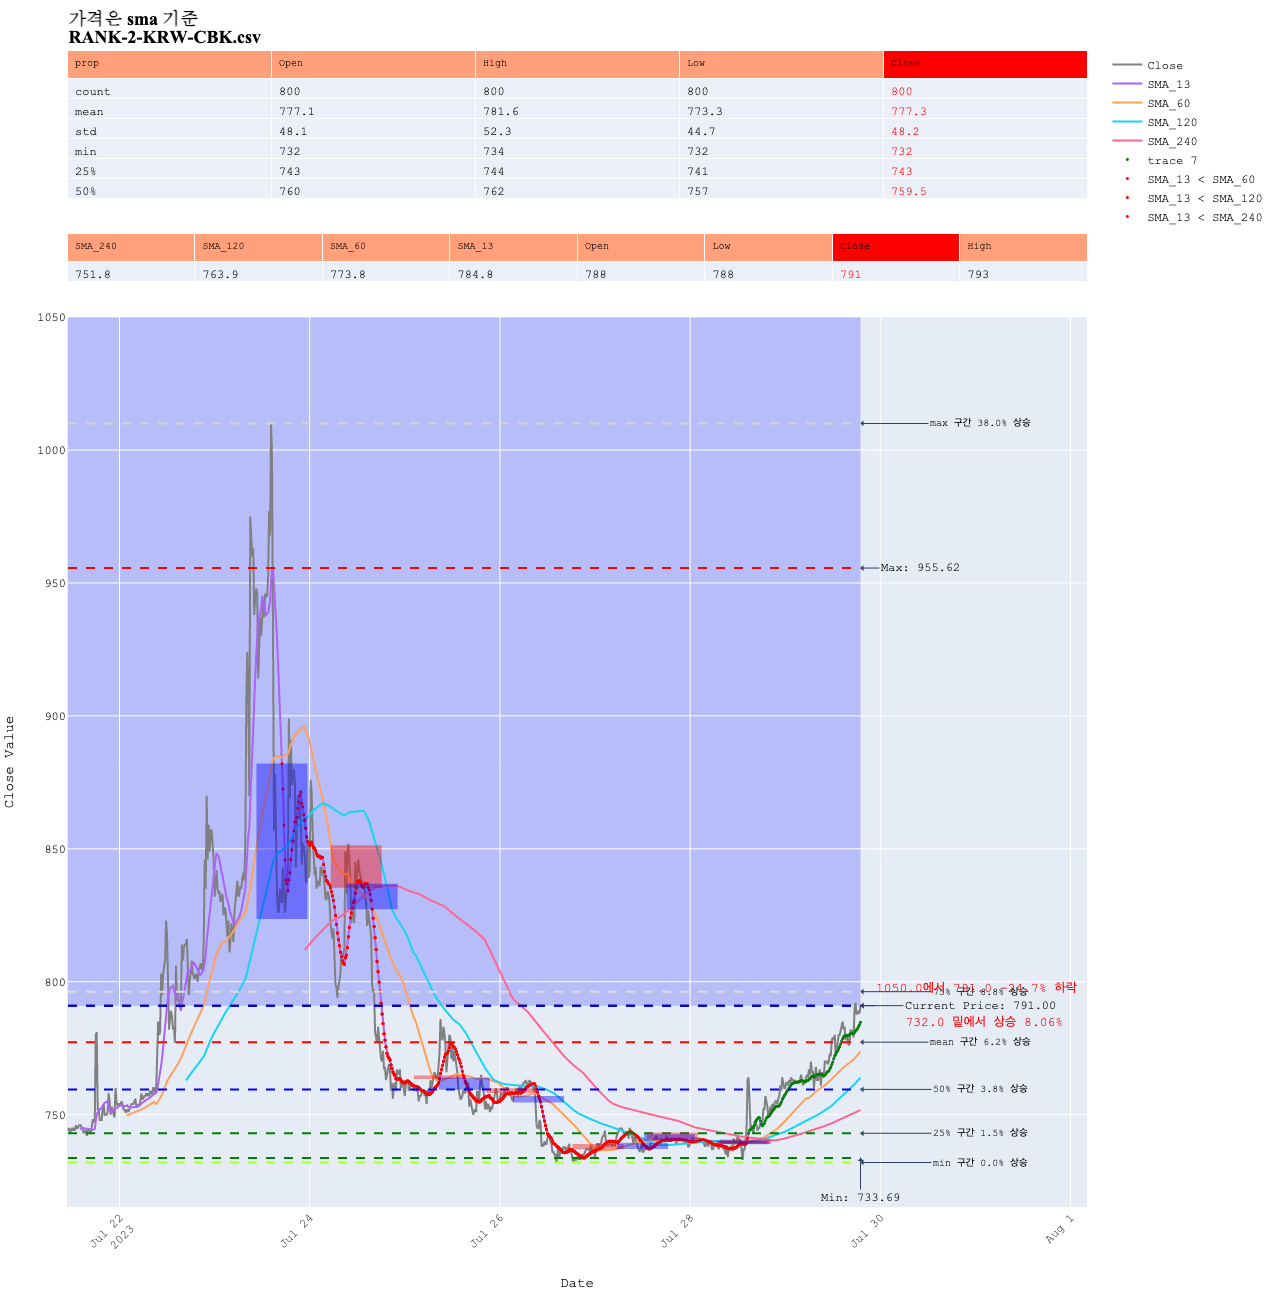 가격은 sma 기준
RANK-2-KRW-CBK.csv
prop Open High Low Close
count 800 800 800 800
mean 777.1 781.6 773.3 777.3
std 48.1 52.3 44.7 48.2
min 732 734 732 732
25% 743 744 741 743
50% 760 762 757 759.5
SMA_240 SMA_120 SMA_60 SMA_13 Open Low Close High
751.8 763.9 773.8 784.8 788 788 791 793
Close
SMA_13
SMA_60
SMA_120
SMA_240
trace 7
SMA_13 < SMA_60
SMA_13 < SMA_120
SMA_13 < SMA_240
Close Value
1050
1000
950
900
850
800
750
max 구간 38.0% 상승
Max: 955.62
1050.0에서 791.0 -24.7% 하락
75% 구간 8.8% 상승
Current Price: 791.00
732.0 밑에서 상승 8.06%
mean 구간 6.2% 상승
50% 구간 3.8% 상승
25% 구간 1.5% 상승
min 구간 0.0% 상승
Min: 733.69
Jul 22
2023
Jul 24
Jul 26
Jul 28
Jul 30
Aug 1
Date